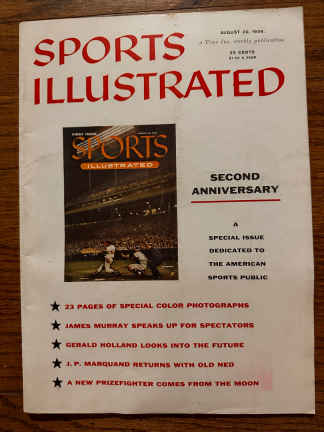 SPORTS
ILLUSTRATED
AUGUST 20, 1956
a Time Inc. weekly publication
25 CENTS
$7.50 A YEAR
FIRST ISSUE
SPORTS
ILLUSTRATED
SECOND
ANNIVERSARY
A
SPECIAL ISSUE
DEDICATED TO
THE AMERICAN
SPORTS PUBLIC
★ 23 PAGES OF SPECIAL COLOR PHOTOGRAPHS
★ JAMES MURRAY SPEAKS UP FOR SPECTATORS
★ GERALD HOLLAND LOOKS INTO THE FUTURE
★ J. P. MARQUAND RETURNS WITH OLD NED
★ A NEW PRIZEFIGHTER COMES FROM THE MOON